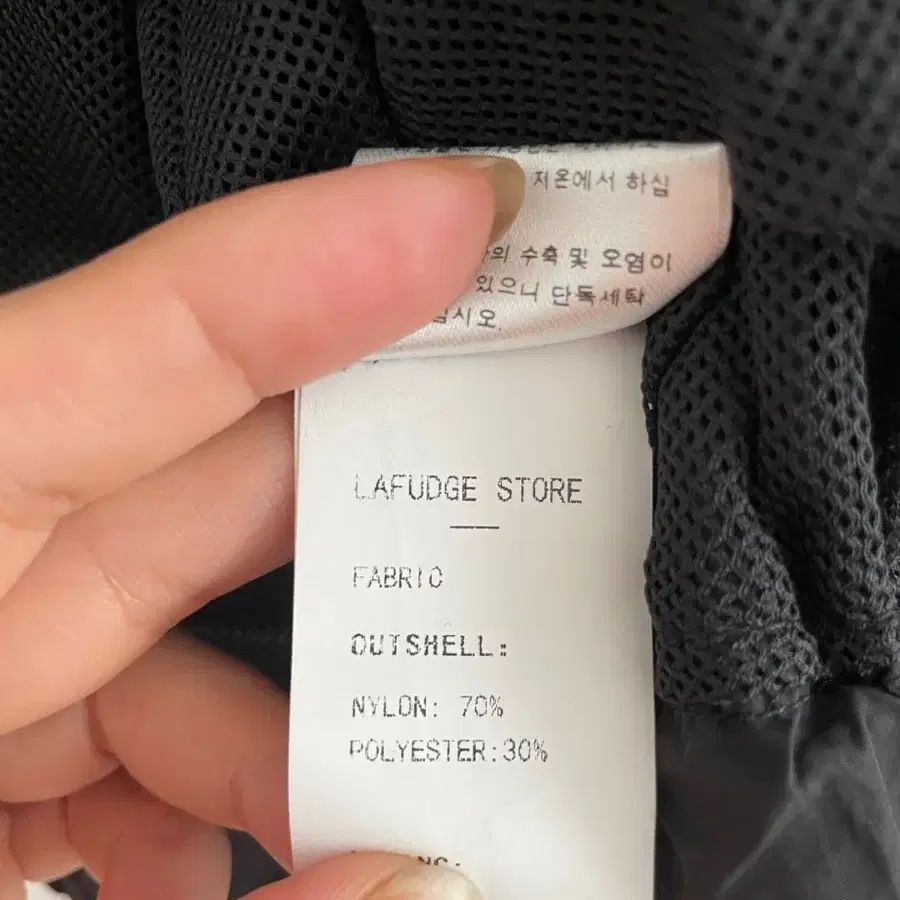 저온에서 하십
의 수축 및 오염이
있으니 단독세탁
십시오.
LAFUDGE STORE
FABRIC
OUTSHELL:
NYLON: 70%
POLYESTER:30%